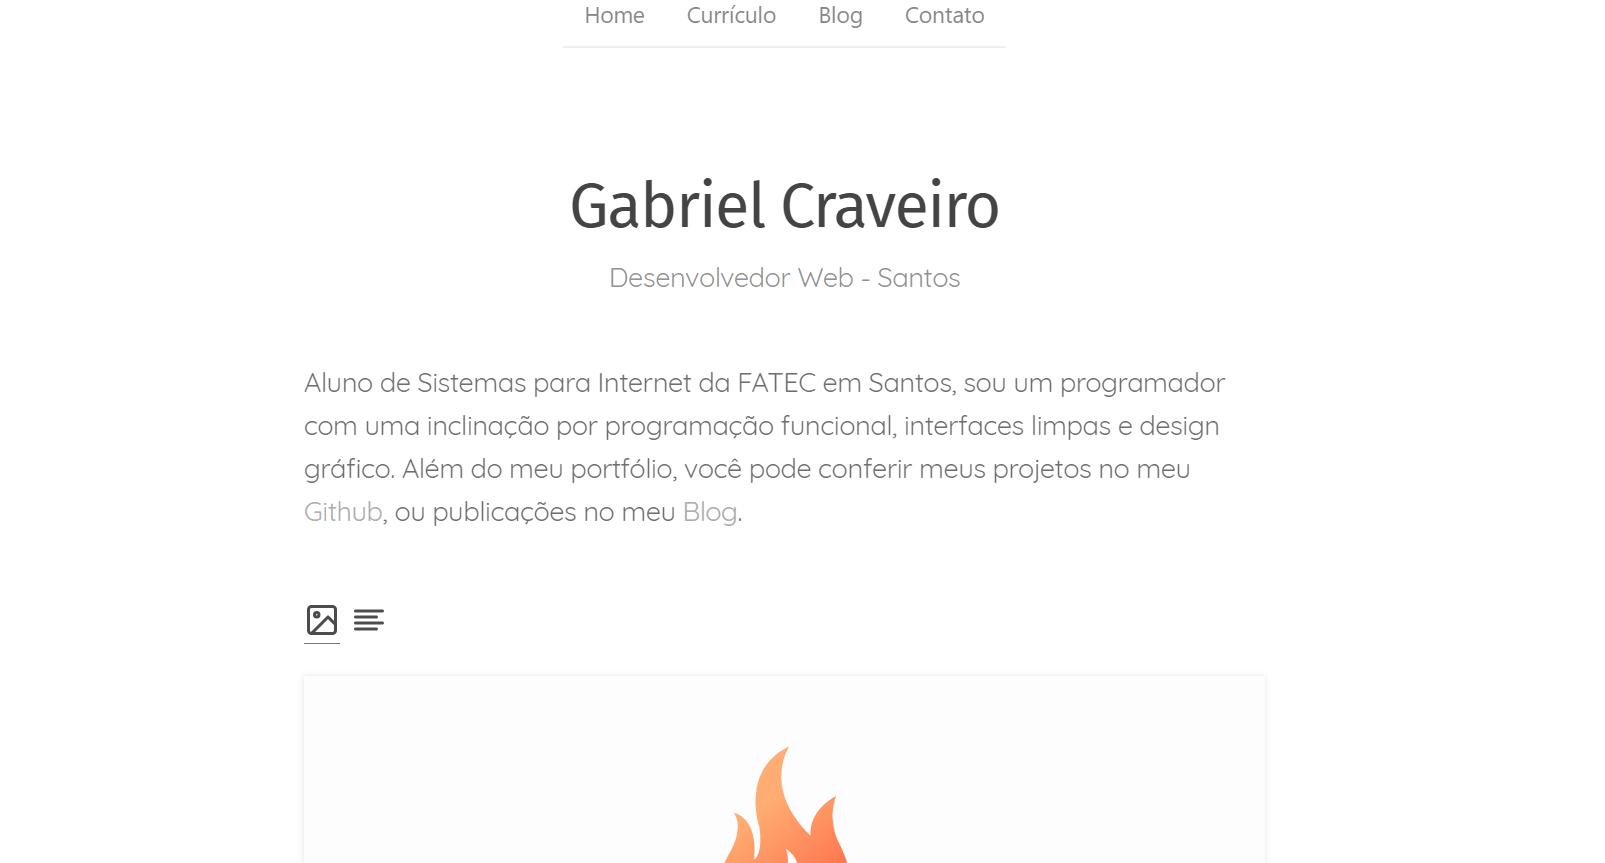 Home Currículo Blog Contato
Gabriel Craveiro
Desenvolvedor Web - Santos
Aluno de Sistemas para Internet da FATEC em Santos, sou um programador
com uma inclinação por programação funcional, interfaces limpas e design
gráfico. Além do meu portfólio, você pode conferir meus projetos no meu
Github, ou publicações no meu Blog.